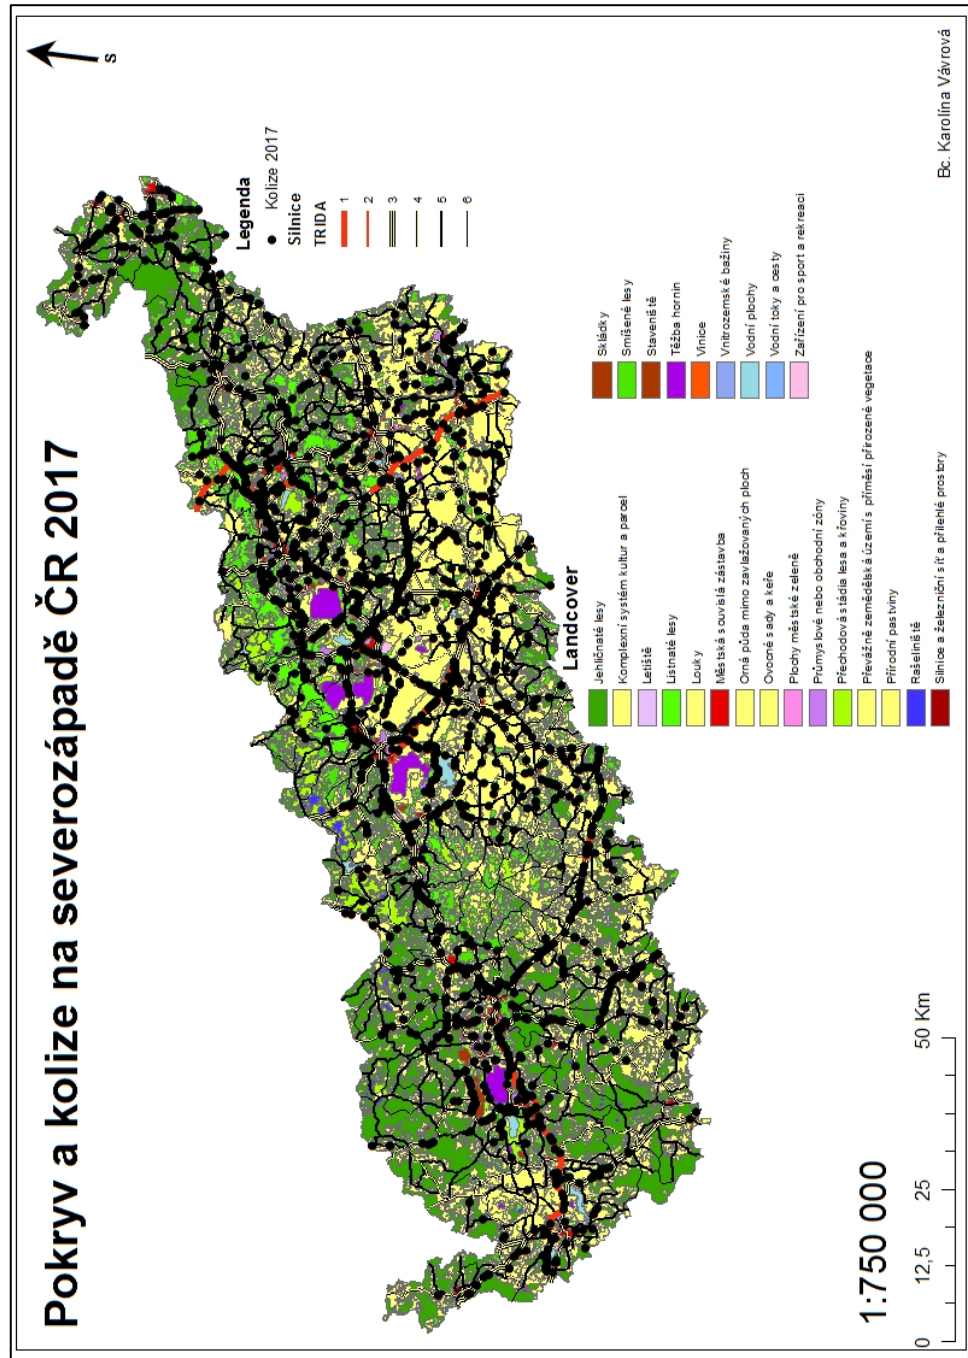 Pokryv a kolize na severozápadě ČR 2017
S
Legenda
Kolize 2017
Silnice
TRIDA
1
2
3
4
5
6
Landcover
Jehličnaté lesy
Komplexní systém kultur a parcel
Letiště
Listnaté lesy
Louky
Městská souvislá zástavba
Orná půda mimo zavlažovaných ploch
Ovocné sady a keře
Plochy městské zeleně
Průmyslové nebo obchodní zóny
Přechodová stádia lesa a křoviny
Převážně zemědělská území s příměsí přirozené vegetace
Přírodní pastviny
Rašeliniště
Silnice a železniční síť a přilehlé prostory
Skládky
Smíšené lesy
Staveniště
Těžba hornin
Vinice
Vnitrozemské bažiny
Vodní plochy
Vodní toky a cesty
Zařízení pro sport a rekreaci
1:750 000
0 12,5 25 50 Km
Bc. Karolína Vávrová